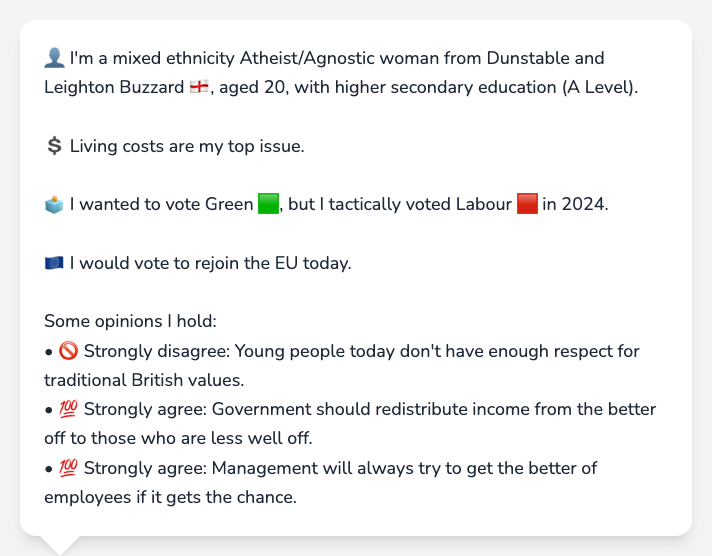 👤 I'm a mixed ethnicity Atheist/Agnostic woman from Dunstable and
Leighton Buzzard 🏴󠁧󠁢󠁥󠁮󠁧󠁿, aged 20, with higher secondary education (A Level).
💲 Living costs are my top issue.
🗳️ I wanted to vote Green 🟩, but I tactically voted Labour 🟥 in 2024.
🇪🇺 I would vote to rejoin the EU today.
Some opinions I hold:
• 🚫 Strongly disagree: Young people today don't have enough respect for
traditional British values.
• 💯 Strongly agree: Government should redistribute income from the better
off to those who are less well off.
• 💯 Strongly agree: Management will always try to get the better of
employees if it gets the chance.